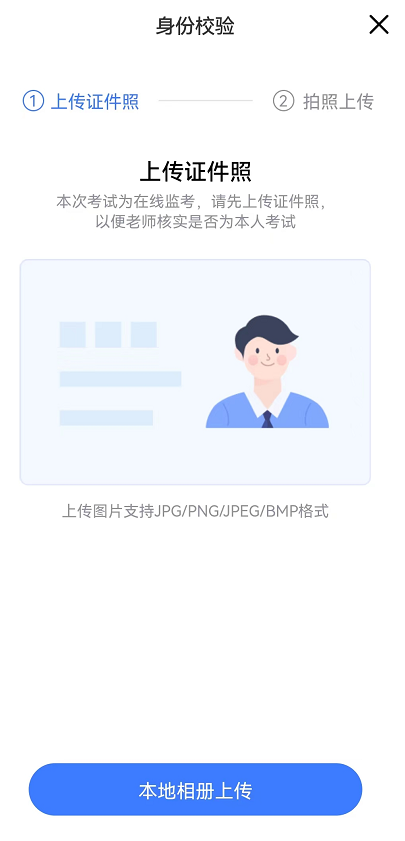 身份校验
① 上传证件照
② 拍照上传
上传证件照
本次考试为在线监考，请先上传证件照，
以便老师核实是否为本人考试
上传图片支持JPG/PNG/JPEG/BMP格式
本地相册上传